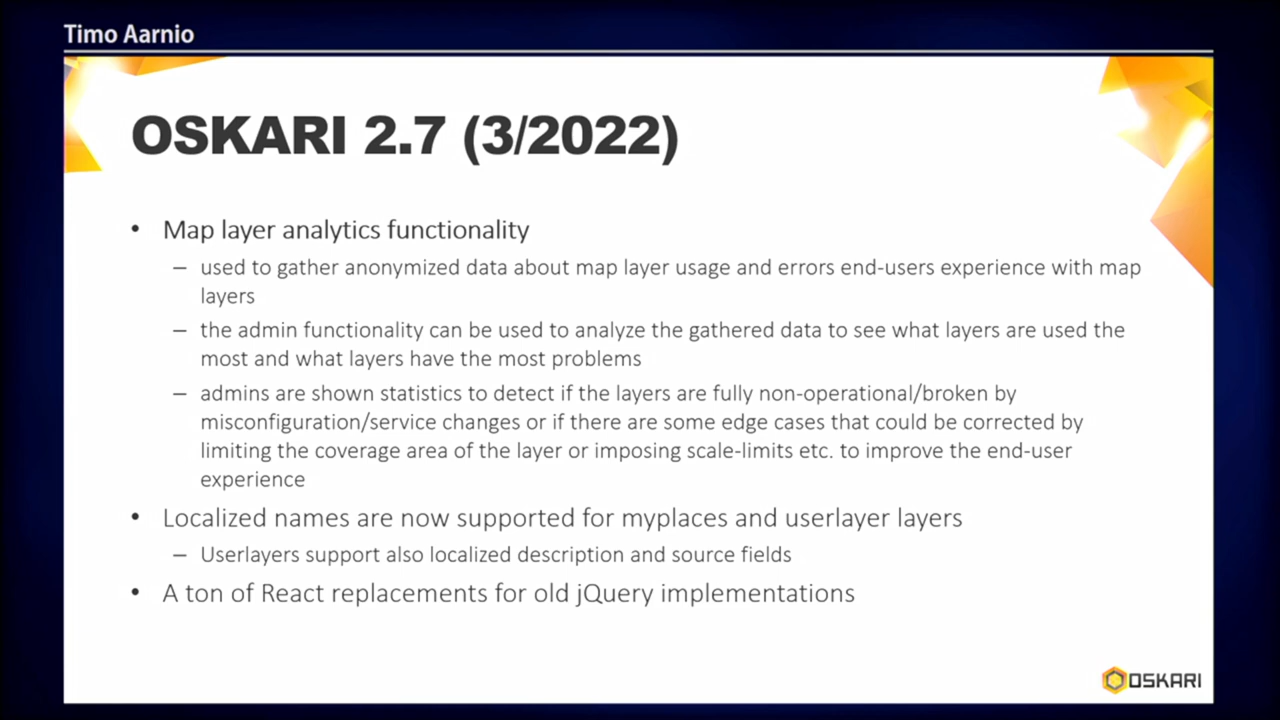 Timo Aarnio
OSKARI 2.7 (3/2022)
• Map layer analytics functionality
– used to gather anonymized data about map layer usage and errors end-users experience with map
layers
– the admin functionality can be used to analyze the gathered data to see what layers are used the
most and what layers have the most problems
– admins are shown statistics to detect if the layers are fully non-operational/broken by
misconfiguration/service changes or if there are some edge cases that could be corrected by
limiting the coverage area of the layer or imposing scale-limits etc. to improve the end-user
experience
• Localized names are now supported for myplaces and userlayer layers
– Userlayers support also localized description and source fields
• A ton of React replacements for old jQuery implementations
OSKARI